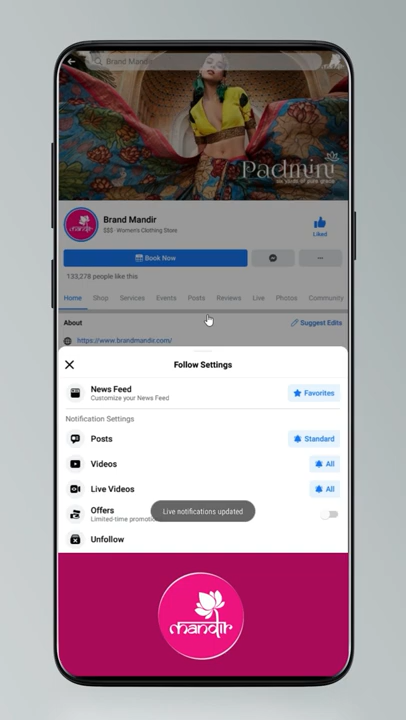 Brand Mandir
Padmini
Brand Mandir
$$$ · Women's Clothing Store
Liked
Book Now
133,278 people like this
Home Shop Services Events Posts Reviews Live Photos Community
About
Suggest Edits
https://www.brandmandir.com/
Follow Settings
News Feed
Customize your News Feed
Favorites
Notification Settings
Posts
Standard
Videos
All
Live Videos
All
Offers
Limited-time
Live notifications updated
Unfollow
mandir